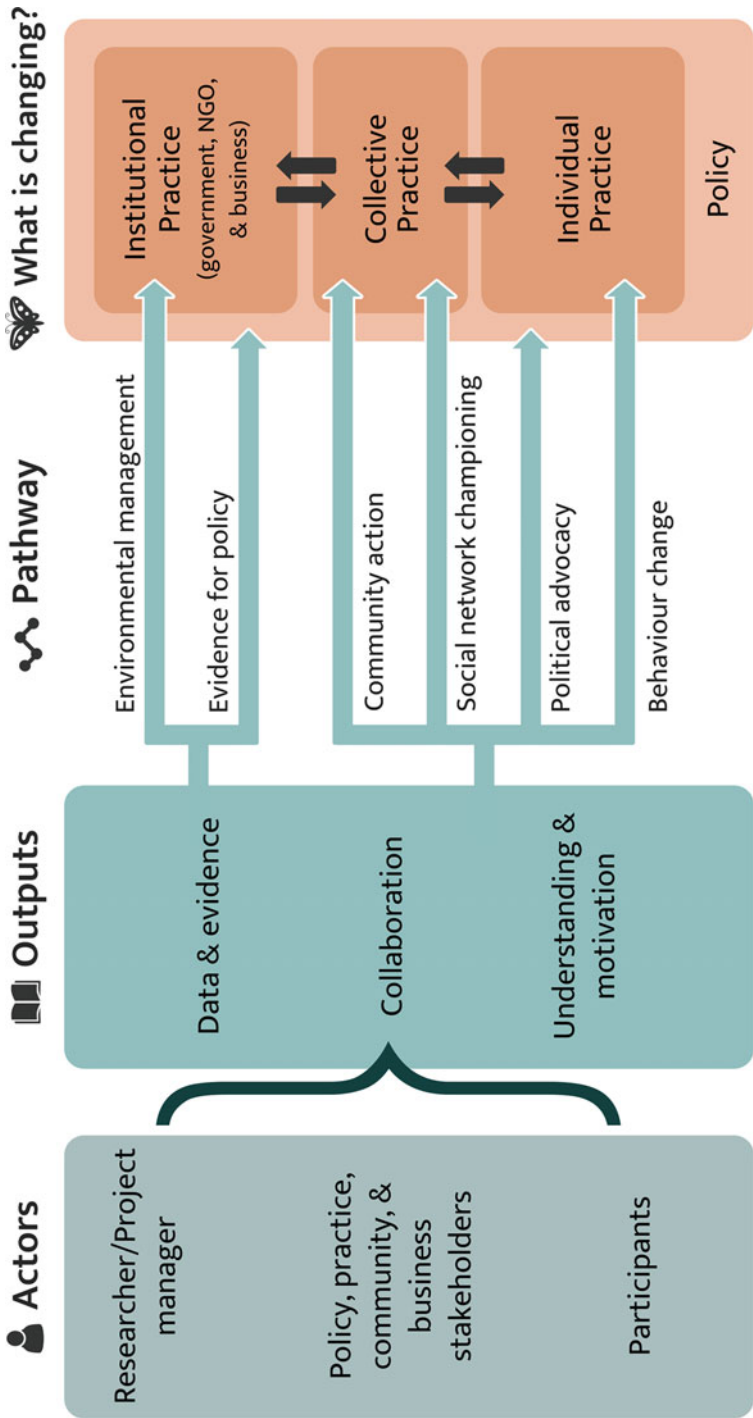 Actors
Researcher/Project
manager
Policy, practice,
community, &
business
stakeholders
Participants
Outputs
Data & evidence
Collaboration
Understanding &
motivation
Pathway
Environmental management
Evidence for policy
Community action
Social network championing
Political advocacy
Behaviour change
What is changing?
Institutional
Practice
(government, NGO,
& business)
Collective
Practice
Individual
Practice
Policy